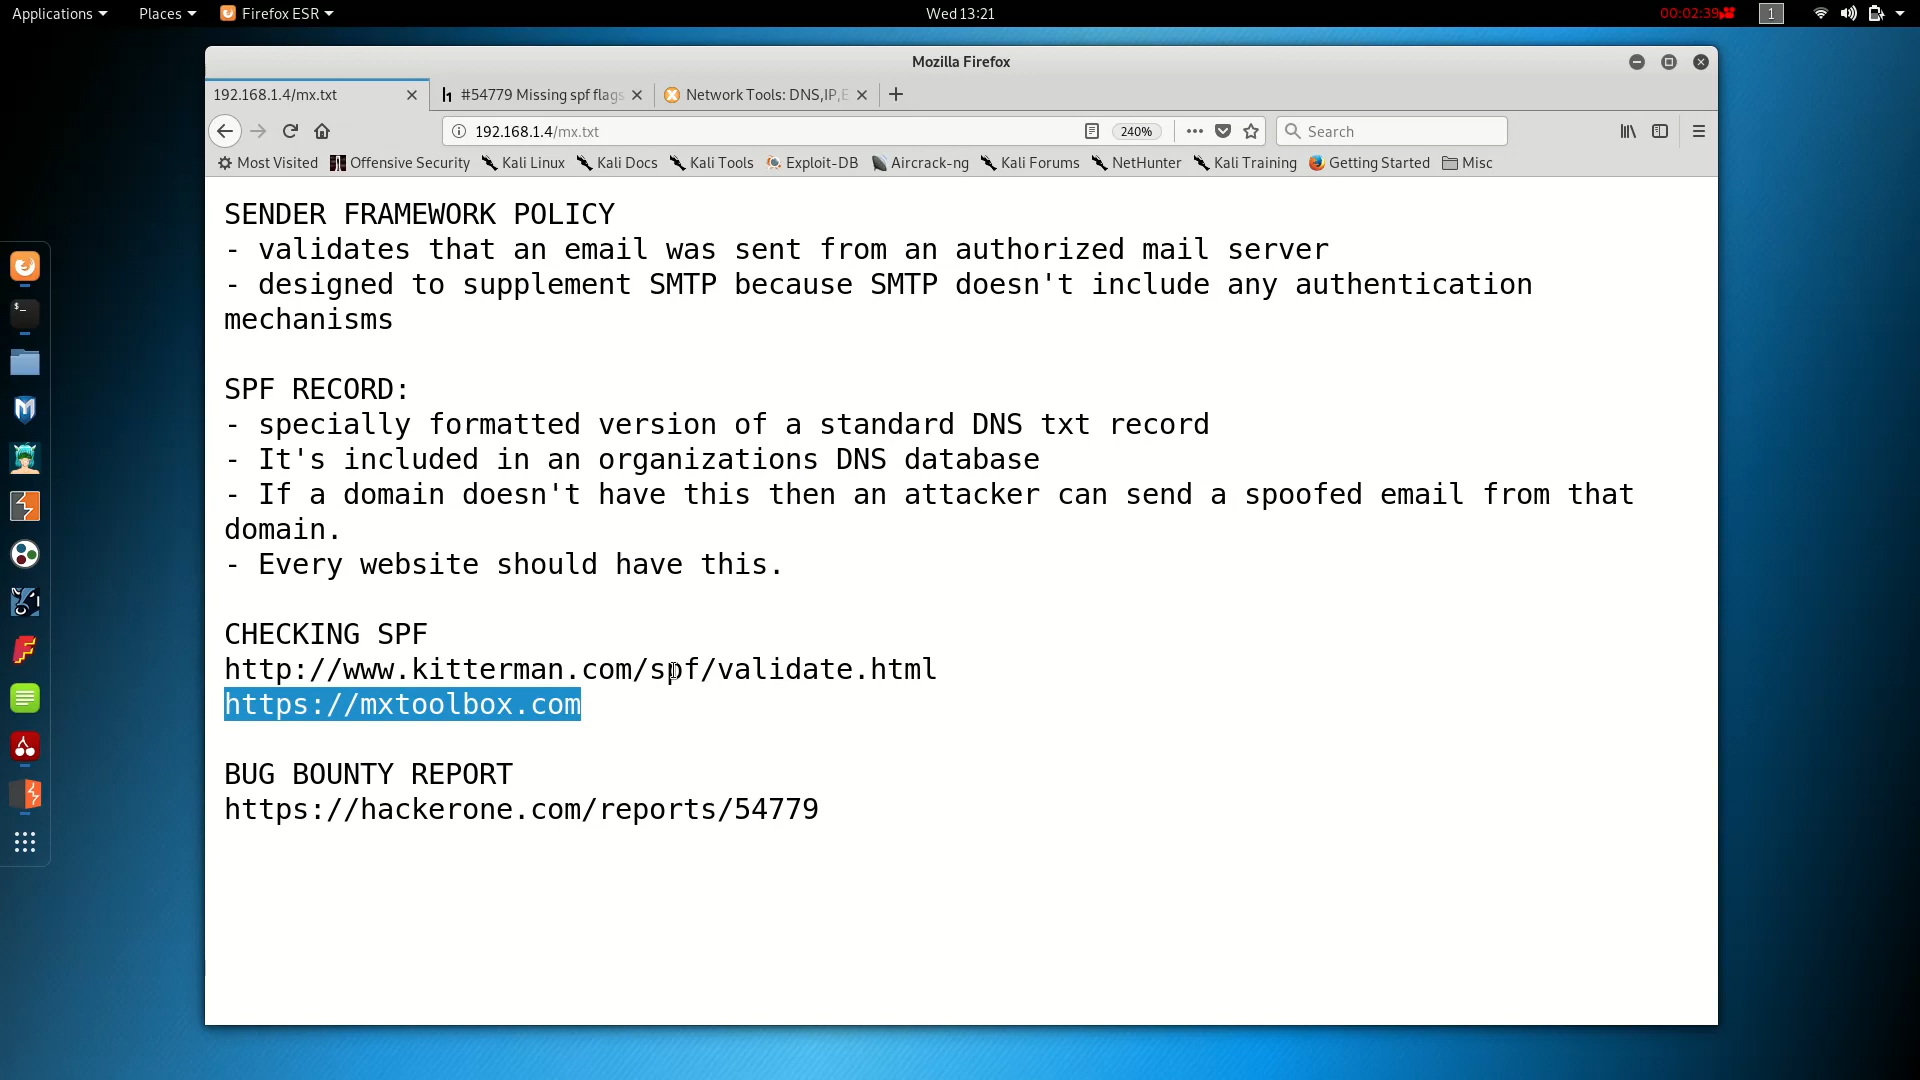 Applications Places Firefox ESR Wed 13:21 00:02:39 1
Mozilla Firefox
192.168.1.4/mx.txt #54779 Missing spf flags Network Tools: DNS,IP,E
192.168.1.4/mx.txt 240% Search
Most Visited Offensive Security Kali Linux Kali Docs Kali Tools Exploit-DB Aircrack-ng Kali Forums NetHunter Kali Training Getting Started Misc
SENDER FRAMEWORK POLICY
- validates that an email was sent from an authorized mail server
- designed to supplement SMTP because SMTP doesn't include any authentication
mechanisms
SPF RECORD:
- specially formatted version of a standard DNS txt record
- It's included in an organizations DNS database
- If a domain doesn't have this then an attacker can send a spoofed email from that
domain.
- Every website should have this.
CHECKING SPF
http://www.kitterman.com/spf/validate.html
https://mxtoolbox.com
BUG BOUNTY REPORT
https://hackerone.com/reports/54779